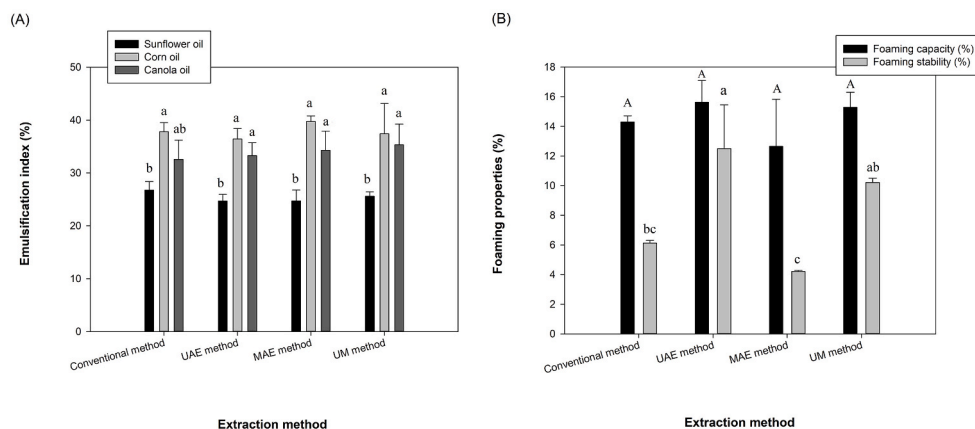 (A)
Sunflower oil
Corn oil
Canola oil
Emulsification index (%)
50
40
30
20
10
0
b
a
ab
b
a
a
b
a
a
b
a
a
Conventional method
UAE method
MAE method
UM method
Extraction method
(B)
Foaming capacity (%)
Foaming stability (%)
Foaming properties (%)
18
16
14
12
10
8
6
4
2
0
A
bc
A
a
A
c
A
ab
Conventional method
UAE method
MAE method
UM method
Extraction method